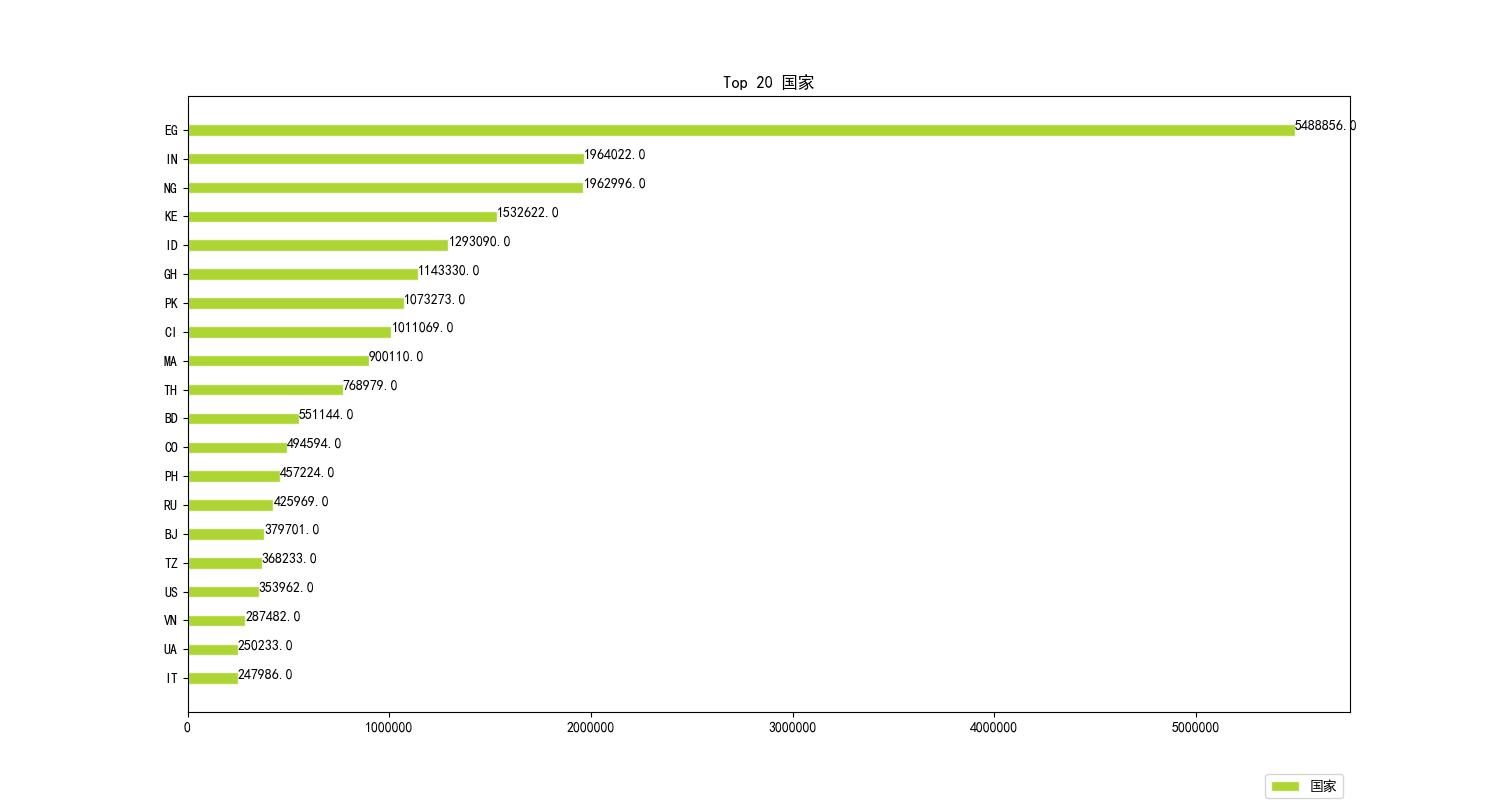 Top 20 国家
EG 5488856.0
IN 1964022.0
NG 1962996.0
KE 1532622.0
ID 1293090.0
GH 1143330.0
PK 1073273.0
CI 1011069.0
MA 900110.0
TH 768979.0
BD 551144.0
CO 494594.0
PH 457224.0
RU 425969.0
BJ 379701.0
TZ 368233.0
US 353962.0
VN 287482.0
UA 250233.0
IT 247986.0
0 1000000 2000000 3000000 4000000 5000000
国家